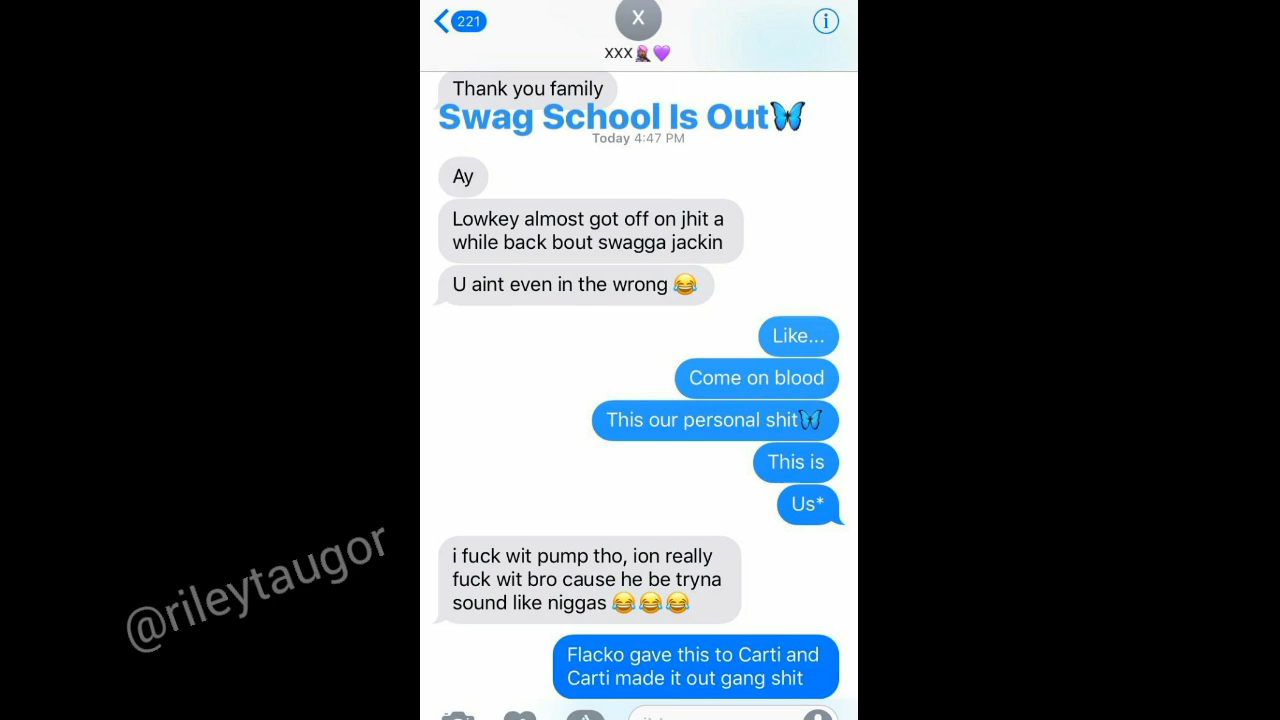 221
X
xxx🧕🏾💜
Thank you family
Swag School Is Out🦋
Today 4:47 PM
Ay
Lowkey almost got off on jhit a
while back bout swagga jackin
U aint even in the wrong 😂
Like...
Come on blood
This our personal shit🦋
This is
Us*
i fuck wit pump tho, ion really
fuck wit bro cause he be tryna
sound like niggas 😂😂😂
Flacko gave this to Carti and
Carti made it out gang shit
@rileytaugor